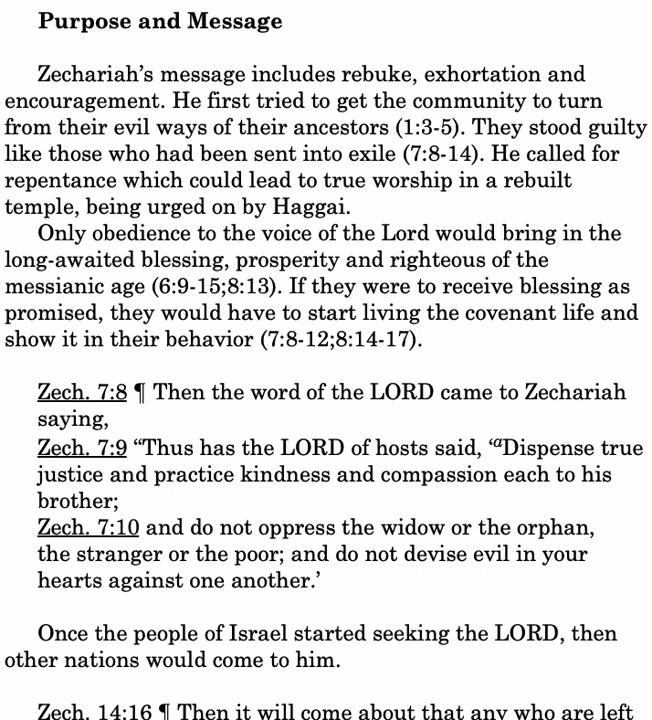 Purpose and Message
Zechariah’s message includes rebuke, exhortation and
encouragement. He first tried to get the community to turn
from their evil ways of their ancestors (1:3-5). They stood guilty
like those who had been sent into exile (7:8-14). He called for
repentance which could lead to true worship in a rebuilt
temple, being urged on by Haggai.
Only obedience to the voice of the Lord would bring in the
long-awaited blessing, prosperity and righteous of the
messianic age (6:9-15;8:13). If they were to receive blessing as
promised, they would have to start living the covenant life and
show it in their behavior (7:8-12;8:14-17).
Zech. 7:8 ¶ Then the word of the LORD came to Zechariah
saying,
Zech. 7:9 “Thus has the LORD of hosts said, ‘aDispense true
justice and practice kindness and compassion each to his
brother;
Zech. 7:10 and do not oppress the widow or the orphan,
the stranger or the poor; and do not devise evil in your
hearts against one another.’
Once the people of Israel started seeking the LORD, then
other nations would come to him.
Zech. 14:16 ¶ Then it will come about that any who are left